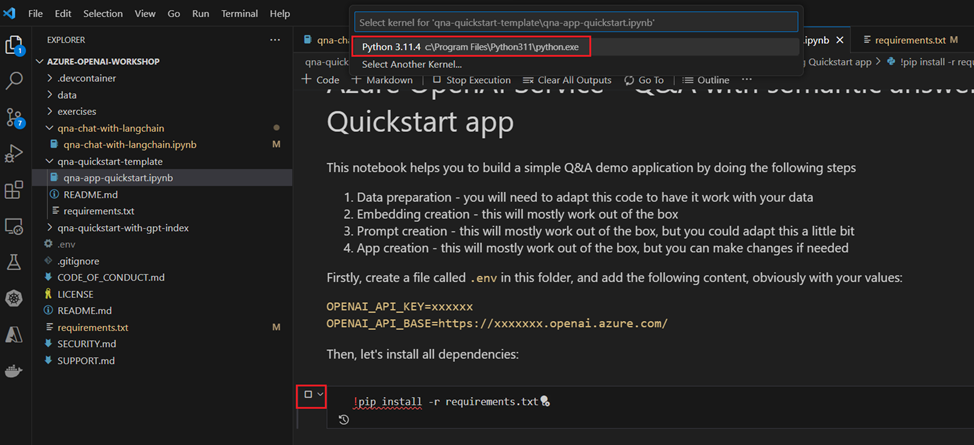 File Edit Selection View Go Run Terminal Help
Select kernel for 'qna-quickstart-template\qna-app-quickstart.ipynb'
Python 3.11.4 c:\Program Files\Python311\python.exe
Select Another Kernel...
EXPLORER
qna-ch
.ipynb
requirements.txt M
qna-quickstart
Quickstart app > !pip install -r requ
Code Markdown Stop Execution Clear All Outputs Go To Outline
AZURE-OPENAI-WORKSHOP
.devcontainer
data
exercises
qna-chat-with-langchain
qna-chat-with-langchain.ipynb M
qna-quickstart-template
qna-app-quickstart.ipynb
README.md
requirements.txt
qna-quickstart-with-gpt-index
.env
.gitignore
CODE_OF_CONDUCT.md
LICENSE
README.md
requirements.txt M
SECURITY.md
SUPPORT.md
1
7
Azure OpenAI Service - Q&A with semantic answer
Quickstart app
This notebook helps you to build a simple Q&A demo application by doing the following steps
1. Data preparation - you will need to adapt this code to have it work with your data
2. Embedding creation - this will mostly work out of the box
3. Prompt creation - this will mostly work out of the box, but you could adapt this a little bit
4. App creation - this will mostly work out of the box, but you can make changes if needed
Firstly, create a file called .env in this folder, and add the following content, obviously with your values:
OPENAI_API_KEY=xxxxxx
OPENAI_API_BASE=https://xxxxxxx.openai.azure.com/
Then, let's install all dependencies:
!pip install -r requirements.txt